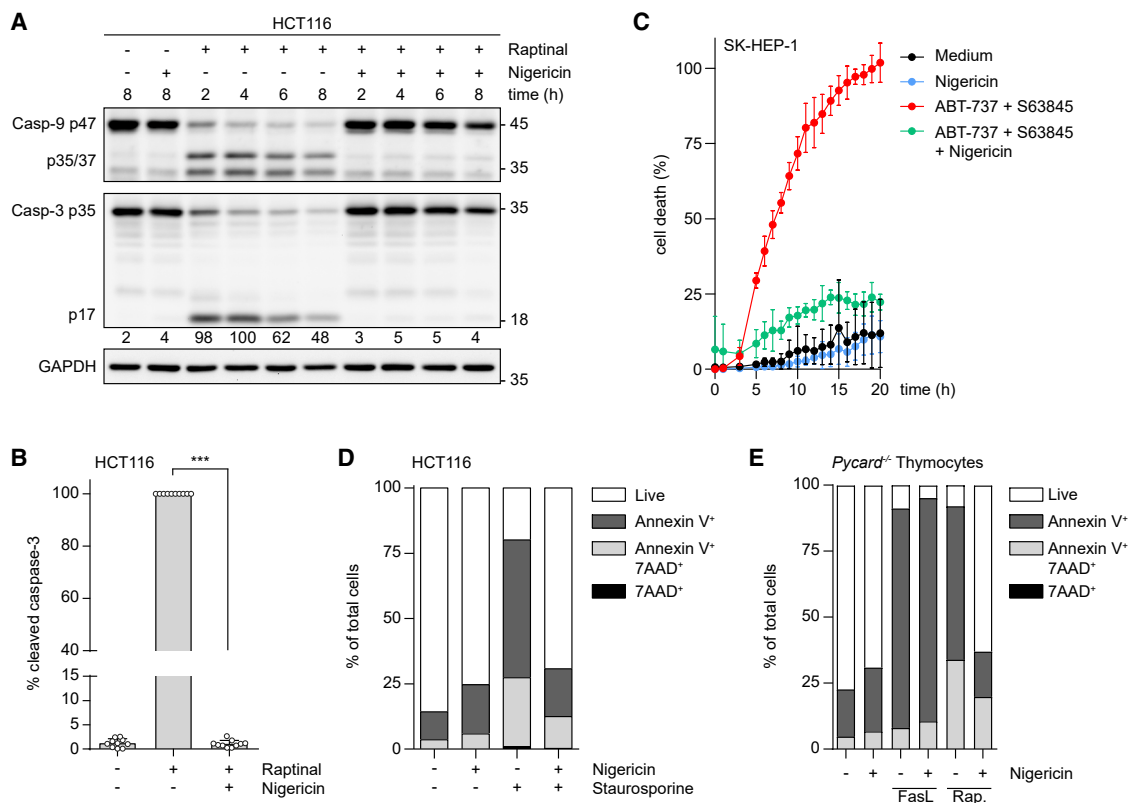 A
HCT116
- - + + + + + + + + Raptinal
- + - - - - + + + + Nigericin
8 8 2 4 6 8 2 4 6 8 time (h)
Casp-9 p47
45
p35/37
35
Casp-3 p35
35
p17
18
2 4 98 100 62 48 3 5 5 4
GAPDH
35
B
HCT116
***
% cleaved caspase-3
100
80
60
40
15
10
5
0
- + + Raptinal
- - + Nigericin
C
SK-HEP-1
Medium
Nigericin
ABT-737 + S63845
ABT-737 + S63845
+ Nigericin
cell death (%)
100
75
50
25
0
0 5 10 15 20 time (h)
D
HCT116
Live
Annexin V+
Annexin V+
7AAD+
7AAD+
% of total cells
100
75
50
25
0
- + - + Nigericin
- - + + Staurosporine
E
Pycard-/- Thymocytes
Live
Annexin V+
Annexin V+
7AAD+
7AAD+
% of total cells
100
75
50
25
0
- + - + - + Nigericin
FasL Rap.